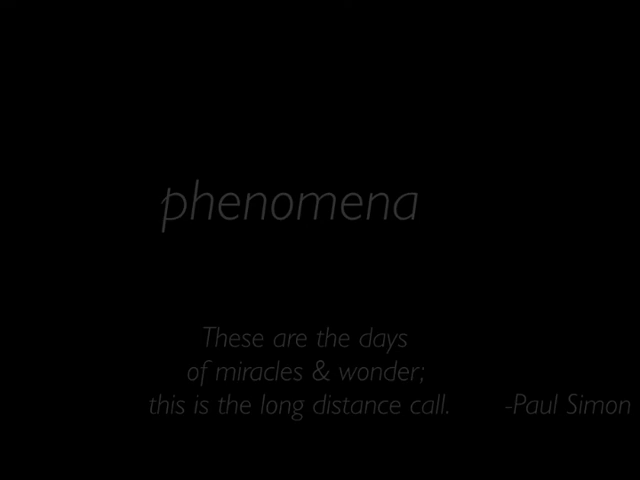 phenomena
These are the days
of miracles & wonder;
this is the long distance call. -Paul Simon